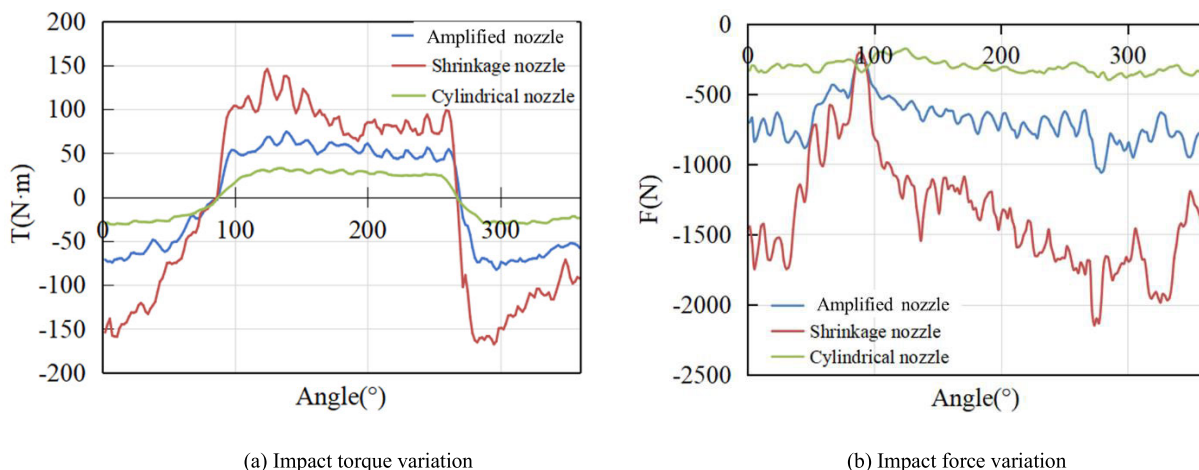 200
150
100
50
0
-50
-100
-150
-200
T(N·m)
0
100
200
300
Angle(°)
Amplified nozzle
Shrinkage nozzle
Cylindrical nozzle
(a) Impact torque variation
0
-500
-1000
-1500
-2000
-2500
F(N)
0
100
200
300
Angle(°)
Amplified nozzle
Shrinkage nozzle
Cylindrical nozzle
(b) Impact force variation